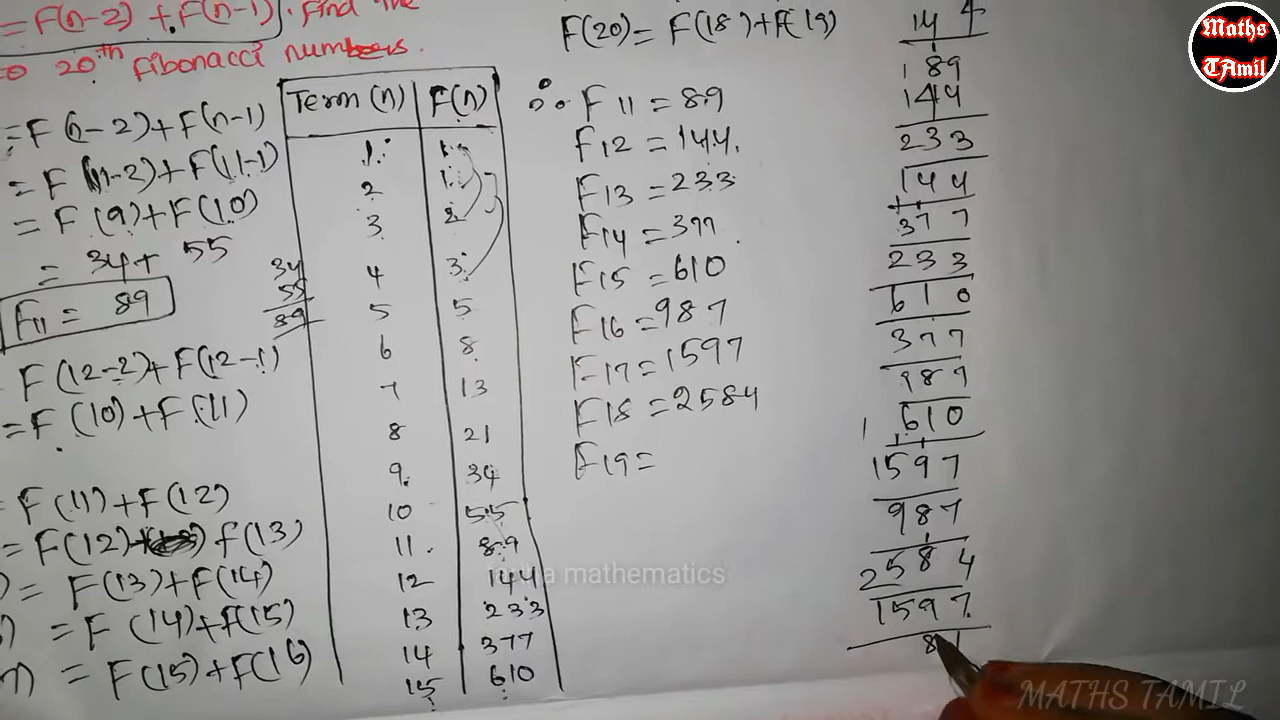 = F(n-2) + F(n-1). Find the
20th Fibonacci numbers.
= F(n-2)+F(n-1)
= F(11-2)+F(11-1)
= F(9)+F(10)
= 34+ 55
F11 = 89
34
55
89
F(12-2)+F(12-1)
=F(10)+F(11)
F(11)+F(12)
= F(12)+ f(13)
)= F(13)+F(14)
= F(14)+f(15)
) = F(15)+F(16)
Term (n) F(n)
1. 1.
2 1.
3 2
4 3.
5 5
6 8
7 13
8 21
9. 34
10 55
11. 89
12 144
13 233
14 377
15 610
F(20)= F(18)+F(19)
∴ F11 = 89
F12 = 144.
F13 = 233
F14 = 377
F15 = 610
F16 = 987
F17 = 1597
F18 = 2584
F19 =
144
189
144
233
144
377
233
610
377
987
610
1597
987
2584
1597
81
Maths
TAmil
a mathematics
MATHS TAMIL